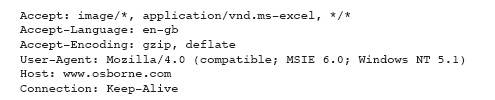 Accept: image/*, application/vnd.ms-excel, */*
Accept-Language: en-gb
Accept-Encoding: gzip, deflate
User-Agent: Mozilla/4.0 (compatible; MSIE 6.0; Windows NT 5.1)
Host: www.osborne.com
Connection: Keep-Alive